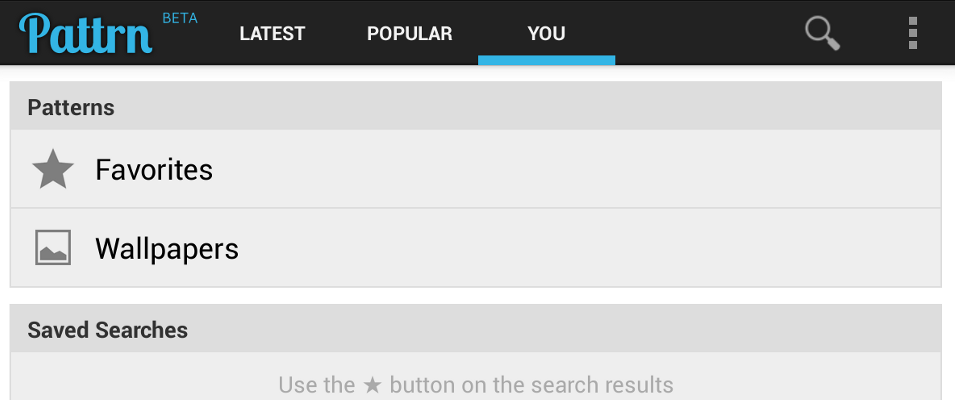 Pattrn BETA LATEST POPULAR YOU
Patterns
Favorites
Wallpapers
Saved Searches
Use the ★ button on the search results